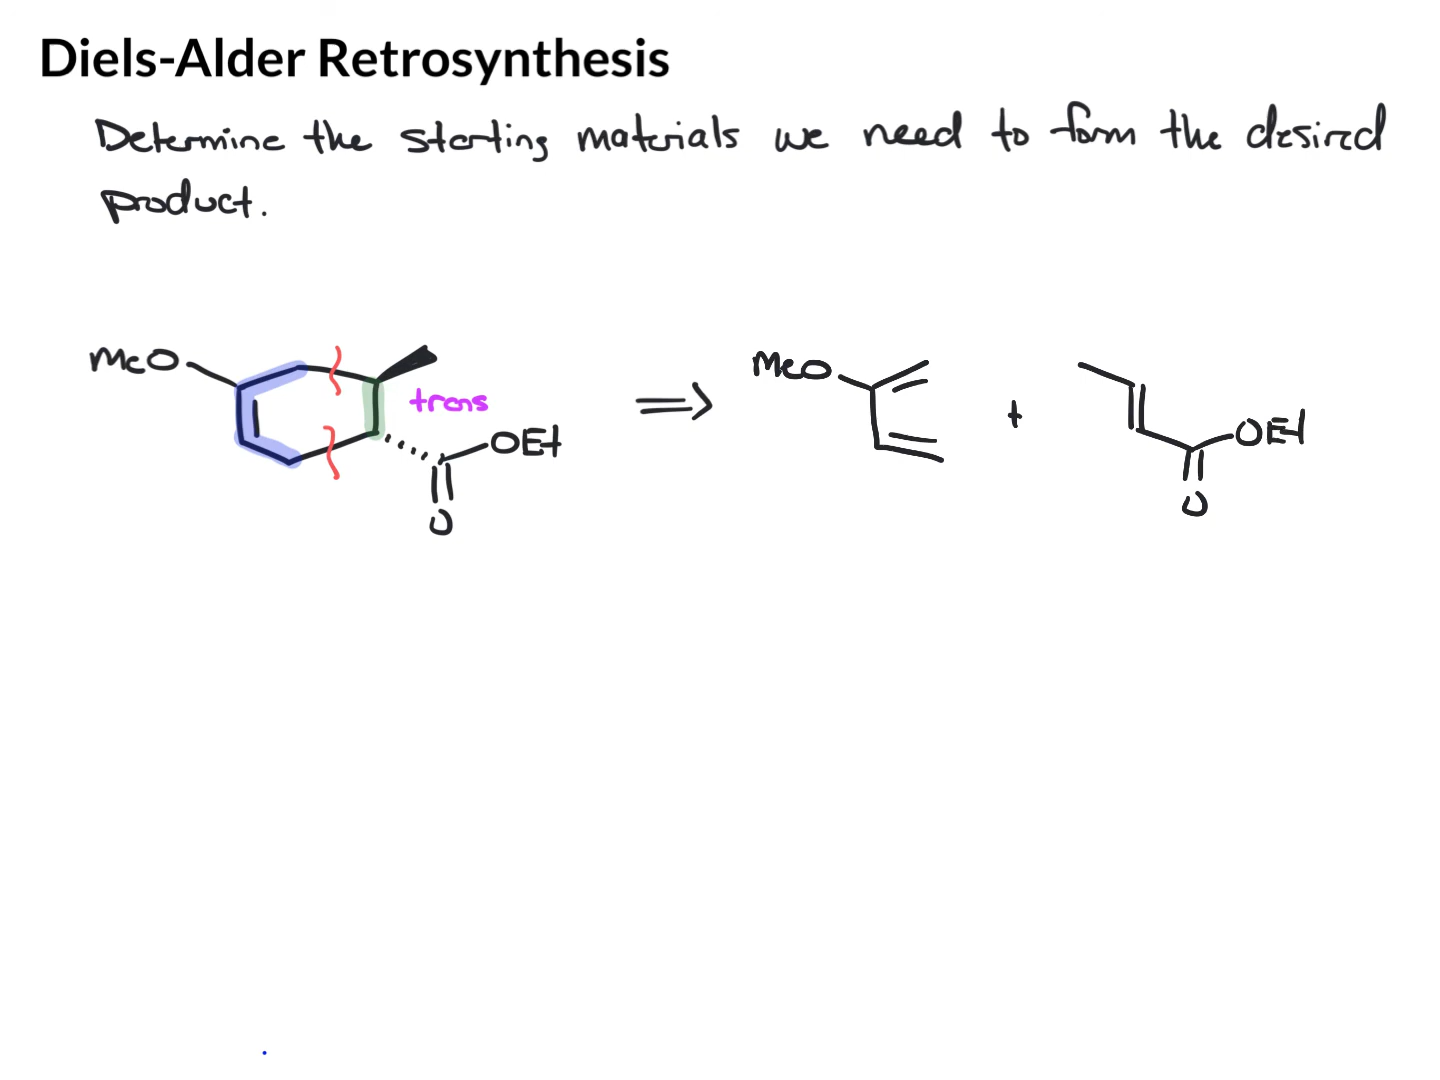 Diels-Alder Retrosynthesis
Determine the starting materials we need to form the desired
product.
MeO
trans
OEt
O
MeO
+
OEt
O